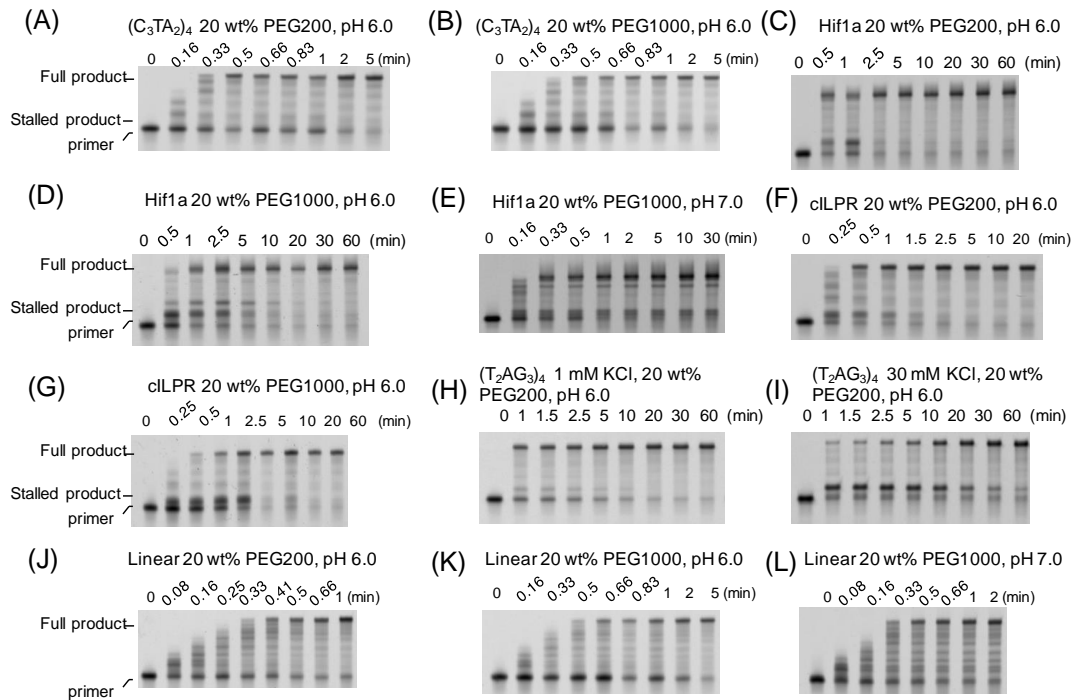 (A) (C₃TA₂)₄ 20 wt% PEG200, pH 6.0
0 0.16 0.33 0.5 0.66 0.83 1 2 5 (min)
Full product
Stalled product
primer
(B) (C₃TA₂)₄ 20 wt% PEG1000, pH 6.0
0 0.16 0.33 0.5 0.66 0.83 1 2 5 (min)
(C) Hif1a 20 wt% PEG200, pH 6.0
0 0.5 1 2.5 5 10 20 30 60 (min)
(D) Hif1a 20 wt% PEG1000, pH 6.0
0 0.5 1 2.5 5 10 20 30 60 (min)
Full product
Stalled product
primer
(E) Hif1a 20 wt% PEG1000, pH 7.0
0 0.16 0.33 0.5 1 2 5 10 30 (min)
(F) cILPR 20 wt% PEG200, pH 6.0
0 0.25 0.5 1 1.5 2.5 5 10 20 (min)
(G) cILPR 20 wt% PEG1000, pH 6.0
0 0.25 0.5 1 2.5 5 10 20 60 (min)
Full product
Stalled product
primer
(H) (T₂AG₃)₄ 1 mM KCl, 20 wt%
PEG200, pH 6.0
0 1 1.5 2.5 5 10 20 30 60 (min)
(I) (T₂AG₃)₄ 30 mM KCl, 20 wt%
PEG200, pH 6.0
0 1 1.5 2.5 5 10 20 30 60 (min)
(J) Linear 20 wt% PEG200, pH 6.0
0 0.08 0.16 0.25 0.33 0.41 0.5 0.66 1 (min)
Full product
primer
(K) Linear 20 wt% PEG1000, pH 6.0
0 0.16 0.33 0.5 0.66 0.83 1 2 5 (min)
(L) Linear 20 wt% PEG1000, pH 7.0
0 0.08 0.16 0.33 0.5 0.66 1 2 (min)